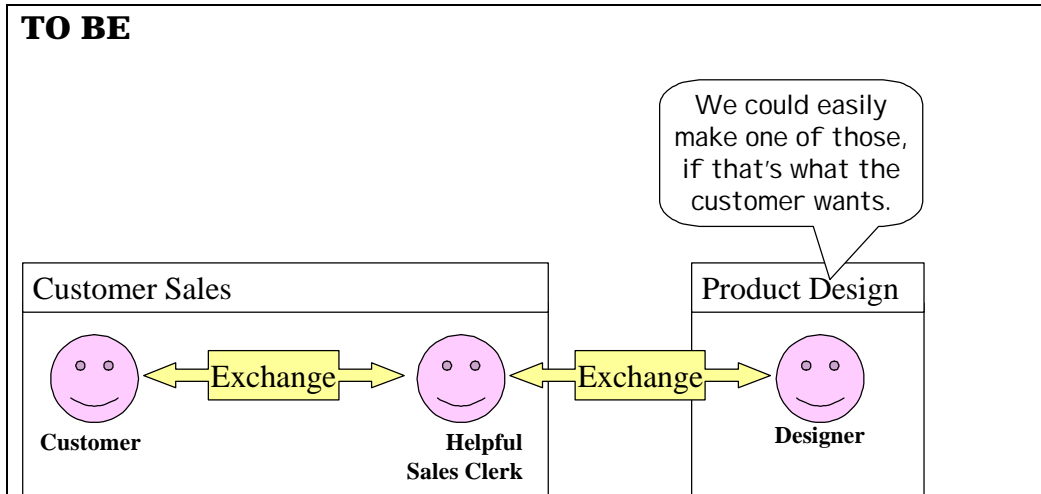 TO BE
We could easily
make one of those,
if that's what the
customer wants.
Customer Sales
Product Design
Exchange
Exchange
Customer
Helpful
Sales Clerk
Designer